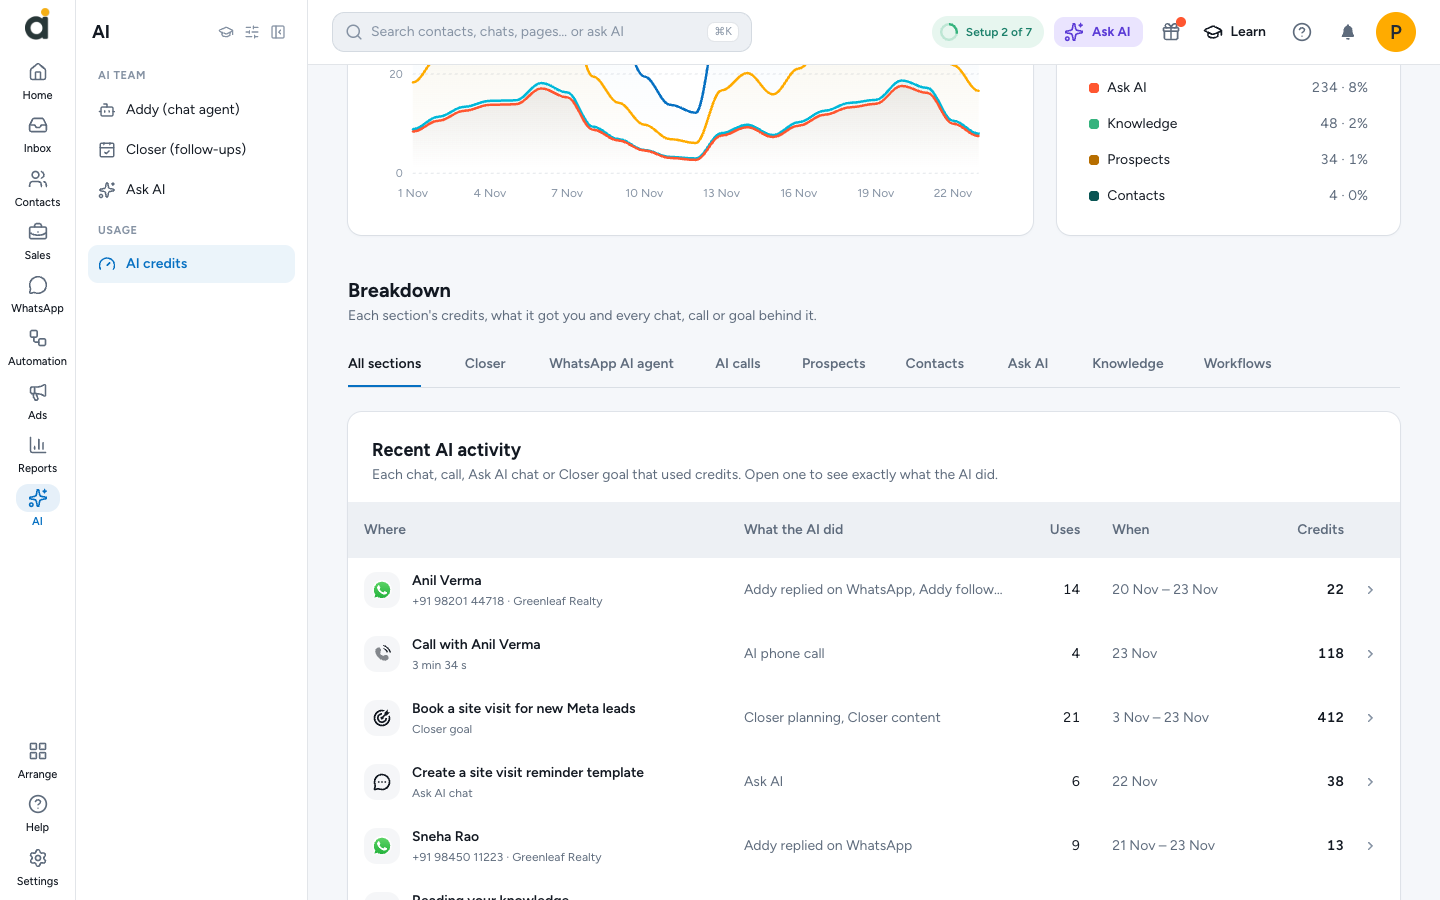 AI
Search contacts, chats, pages... or ask AI
⌘K
Setup 2 of 7
Ask AI
Learn
P
Home
Inbox
Contacts
Sales
WhatsApp
Automation
Ads
Reports
AI
Arrange
Help
Settings
AI TEAM
Addy (chat agent)
Closer (follow-ups)
Ask AI
USAGE
AI credits
20
0
1 Nov 4 Nov 7 Nov 10 Nov 13 Nov 16 Nov 19 Nov 22 Nov
Ask AI 234 · 8%
Knowledge 48 · 2%
Prospects 34 · 1%
Contacts 4 · 0%
Breakdown
Each section's credits, what it got you and every chat, call or goal behind it.
All sections Closer WhatsApp AI agent AI calls Prospects Contacts Ask AI Knowledge Workflows
Recent AI activity
Each chat, call, Ask AI chat or Closer goal that used credits. Open one to see exactly what the AI did.
Where What the AI did Uses When Credits
Anil Verma
+91 98201 44718 · Greenleaf Realty
Addy replied on WhatsApp, Addy follow... 14 20 Nov – 23 Nov 22
Call with Anil Verma
3 min 34 s
AI phone call 4 23 Nov 118
Book a site visit for new Meta leads
Closer goal
Closer planning, Closer content 21 3 Nov – 23 Nov 412
Create a site visit reminder template
Ask AI chat
Ask AI 6 22 Nov 38
Sneha Rao
+91 98450 11223 · Greenleaf Realty
Addy replied on WhatsApp 9 21 Nov – 23 Nov 13
Reading your knowledge